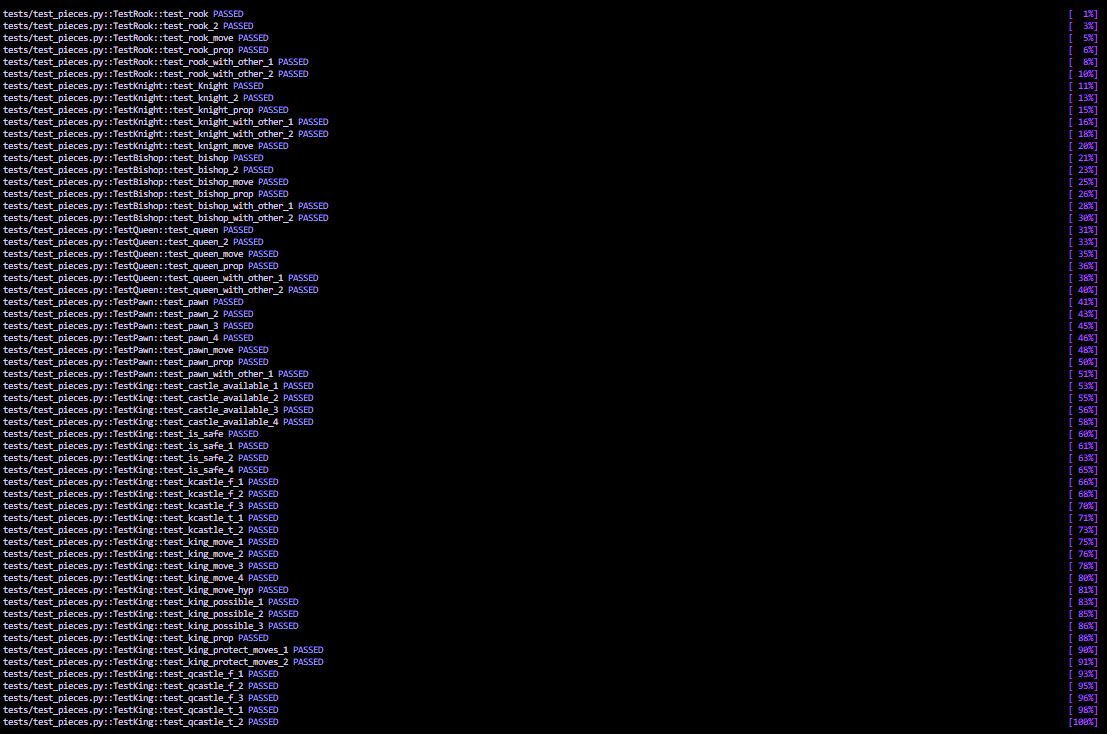 tests/test_pieces.py::TestRook::test_rook PASSED [  1%]
tests/test_pieces.py::TestRook::test_rook_2 PASSED [  3%]
tests/test_pieces.py::TestRook::test_rook_move PASSED [  5%]
tests/test_pieces.py::TestRook::test_rook_prop PASSED [  6%]
tests/test_pieces.py::TestRook::test_rook_with_other_1 PASSED [  8%]
tests/test_pieces.py::TestRook::test_rook_with_other_2 PASSED [ 10%]
tests/test_pieces.py::TestKnight::test_Knight PASSED [ 11%]
tests/test_pieces.py::TestKnight::test_knight_2 PASSED [ 13%]
tests/test_pieces.py::TestKnight::test_knight_prop PASSED [ 15%]
tests/test_pieces.py::TestKnight::test_knight_with_other_1 PASSED [ 16%]
tests/test_pieces.py::TestKnight::test_knight_with_other_2 PASSED [ 18%]
tests/test_pieces.py::TestKnight::test_knignt_move PASSED [ 20%]
tests/test_pieces.py::TestBishop::test_bishop PASSED [ 21%]
tests/test_pieces.py::TestBishop::test_bishop_2 PASSED [ 23%]
tests/test_pieces.py::TestBishop::test_bishop_move PASSED [ 25%]
tests/test_pieces.py::TestBishop::test_bishop_prop PASSED [ 26%]
tests/test_pieces.py::TestBishop::test_bishop_with_other_1 PASSED [ 28%]
tests/test_pieces.py::TestBishop::test_bishop_with_other_2 PASSED [ 30%]
tests/test_pieces.py::TestQueen::test_queen PASSED [ 31%]
tests/test_pieces.py::TestQueen::test_queen_2 PASSED [ 33%]
tests/test_pieces.py::TestQueen::test_queen_move PASSED [ 35%]
tests/test_pieces.py::TestQueen::test_queen_prop PASSED [ 36%]
tests/test_pieces.py::TestQueen::test_queen_with_other_1 PASSED [ 38%]
tests/test_pieces.py::TestQueen::test_queen_with_other_2 PASSED [ 40%]
tests/test_pieces.py::TestPawn::test_pawn PASSED [ 41%]
tests/test_pieces.py::TestPawn::test_pawn_2 PASSED [ 43%]
tests/test_pieces.py::TestPawn::test_pawn_3 PASSED [ 45%]
tests/test_pieces.py::TestPawn::test_pawn_4 PASSED [ 46%]
tests/test_pieces.py::TestPawn::test_pawn_move PASSED [ 48%]
tests/test_pieces.py::TestPawn::test_pawn_prop PASSED [ 50%]
tests/test_pieces.py::TestPawn::test_pawn_with_other_1 PASSED [ 51%]
tests/test_pieces.py::TestKing::test_castle_available_1 PASSED [ 53%]
tests/test_pieces.py::TestKing::test_castle_available_2 PASSED [ 55%]
tests/test_pieces.py::TestKing::test_castle_available_3 PASSED [ 56%]
tests/test_pieces.py::TestKing::test_castle_available_4 PASSED [ 58%]
tests/test_pieces.py::TestKing::test_is_safe PASSED [ 60%]
tests/test_pieces.py::TestKing::test_is_safe_1 PASSED [ 61%]
tests/test_pieces.py::TestKing::test_is_safe_2 PASSED [ 63%]
tests/test_pieces.py::TestKing::test_is_safe_4 PASSED [ 65%]
tests/test_pieces.py::TestKing::test_kcastle_f_1 PASSED [ 66%]
tests/test_pieces.py::TestKing::test_kcastle_f_2 PASSED [ 68%]
tests/test_pieces.py::TestKing::test_kcastle_f_3 PASSED [ 70%]
tests/test_pieces.py::TestKing::test_kcastle_t_1 PASSED [ 71%]
tests/test_pieces.py::TestKing::test_kcastle_t_2 PASSED [ 73%]
tests/test_pieces.py::TestKing::test_king_move_1 PASSED [ 75%]
tests/test_pieces.py::TestKing::test_king_move_2 PASSED [ 76%]
tests/test_pieces.py::TestKing::test_king_move_3 PASSED [ 78%]
tests/test_pieces.py::TestKing::test_king_move_4 PASSED [ 80%]
tests/test_pieces.py::TestKing::test_king_move_hyp PASSED [ 81%]
tests/test_pieces.py::TestKing::test_king_possible_1 PASSED [ 83%]
tests/test_pieces.py::TestKing::test_king_possible_2 PASSED [ 85%]
tests/test_pieces.py::TestKing::test_king_possible_3 PASSED [ 86%]
tests/test_pieces.py::TestKing::test_king_prop PASSED [ 88%]
tests/test_pieces.py::TestKing::test_king_protect_moves_1 PASSED [ 90%]
tests/test_pieces.py::TestKing::test_king_protect_moves_2 PASSED [ 91%]
tests/test_pieces.py::TestKing::test_qcastle_f_1 PASSED [ 93%]
tests/test_pieces.py::TestKing::test_qcastle_f_2 PASSED [ 95%]
tests/test_pieces.py::TestKing::test_qcastle_f_3 PASSED [ 96%]
tests/test_pieces.py::TestKing::test_qcastle_t_1 PASSED [ 98%]
tests/test_pieces.py::TestKing::test_qcastle_t_2 PASSED [100%]